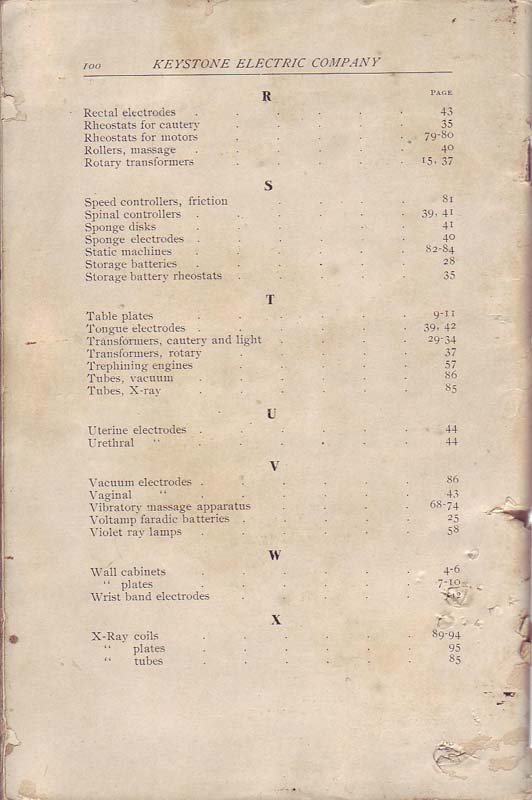 100 KEYSTONE ELECTRIC COMPANY
R PAGE
Rectal electrodes . . . . . . 43
Rheostats for cautery . . . . . 35
Rheostats for motors . . . . . 79-80
Rollers, massage . . . . . . 40
Rotary transformers . . . . . 15, 37
S
Speed controllers, friction . . . . 81
Spinal controllers . . . . . . 39, 41
Sponge disks . . . . . . 41
Sponge electrodes . . . . . . 40
Static machines . . . . . . 82-84
Storage batteries . . . . . . 28
Storage battery rheostats . . . . . 35
T
Table plates . . . . . . 9-11
Tongue electrodes . . . . . . 39, 42
Transformers, cautery and light . . . . 29-34
Transformers, rotary . . . . . 37
Trephining engines . . . . . . 57
Tubes, vacuum . . . . . . 86
Tubes, X-ray . . . . . . 85
U
Uterine electrodes . . . . . . 44
Urethral “ . . . . . . 44
V
Vacuum electrodes . . . . . . 86
Vaginal “ . . . . . . 43
Vibratory massage apparatus . . . . 68-74
Voltamp faradic batteries . . . . . 25
Violet ray lamps . . . . . . 58
W
Wall cabinets . . . . . . 4-6
“ plates . . . . . . 7-10
Wrist band electrodes . . . . .
X
X-Ray coils . . . . . . 89-94
“ plates . . . . . . 95
“ tubes . . . . . . 85